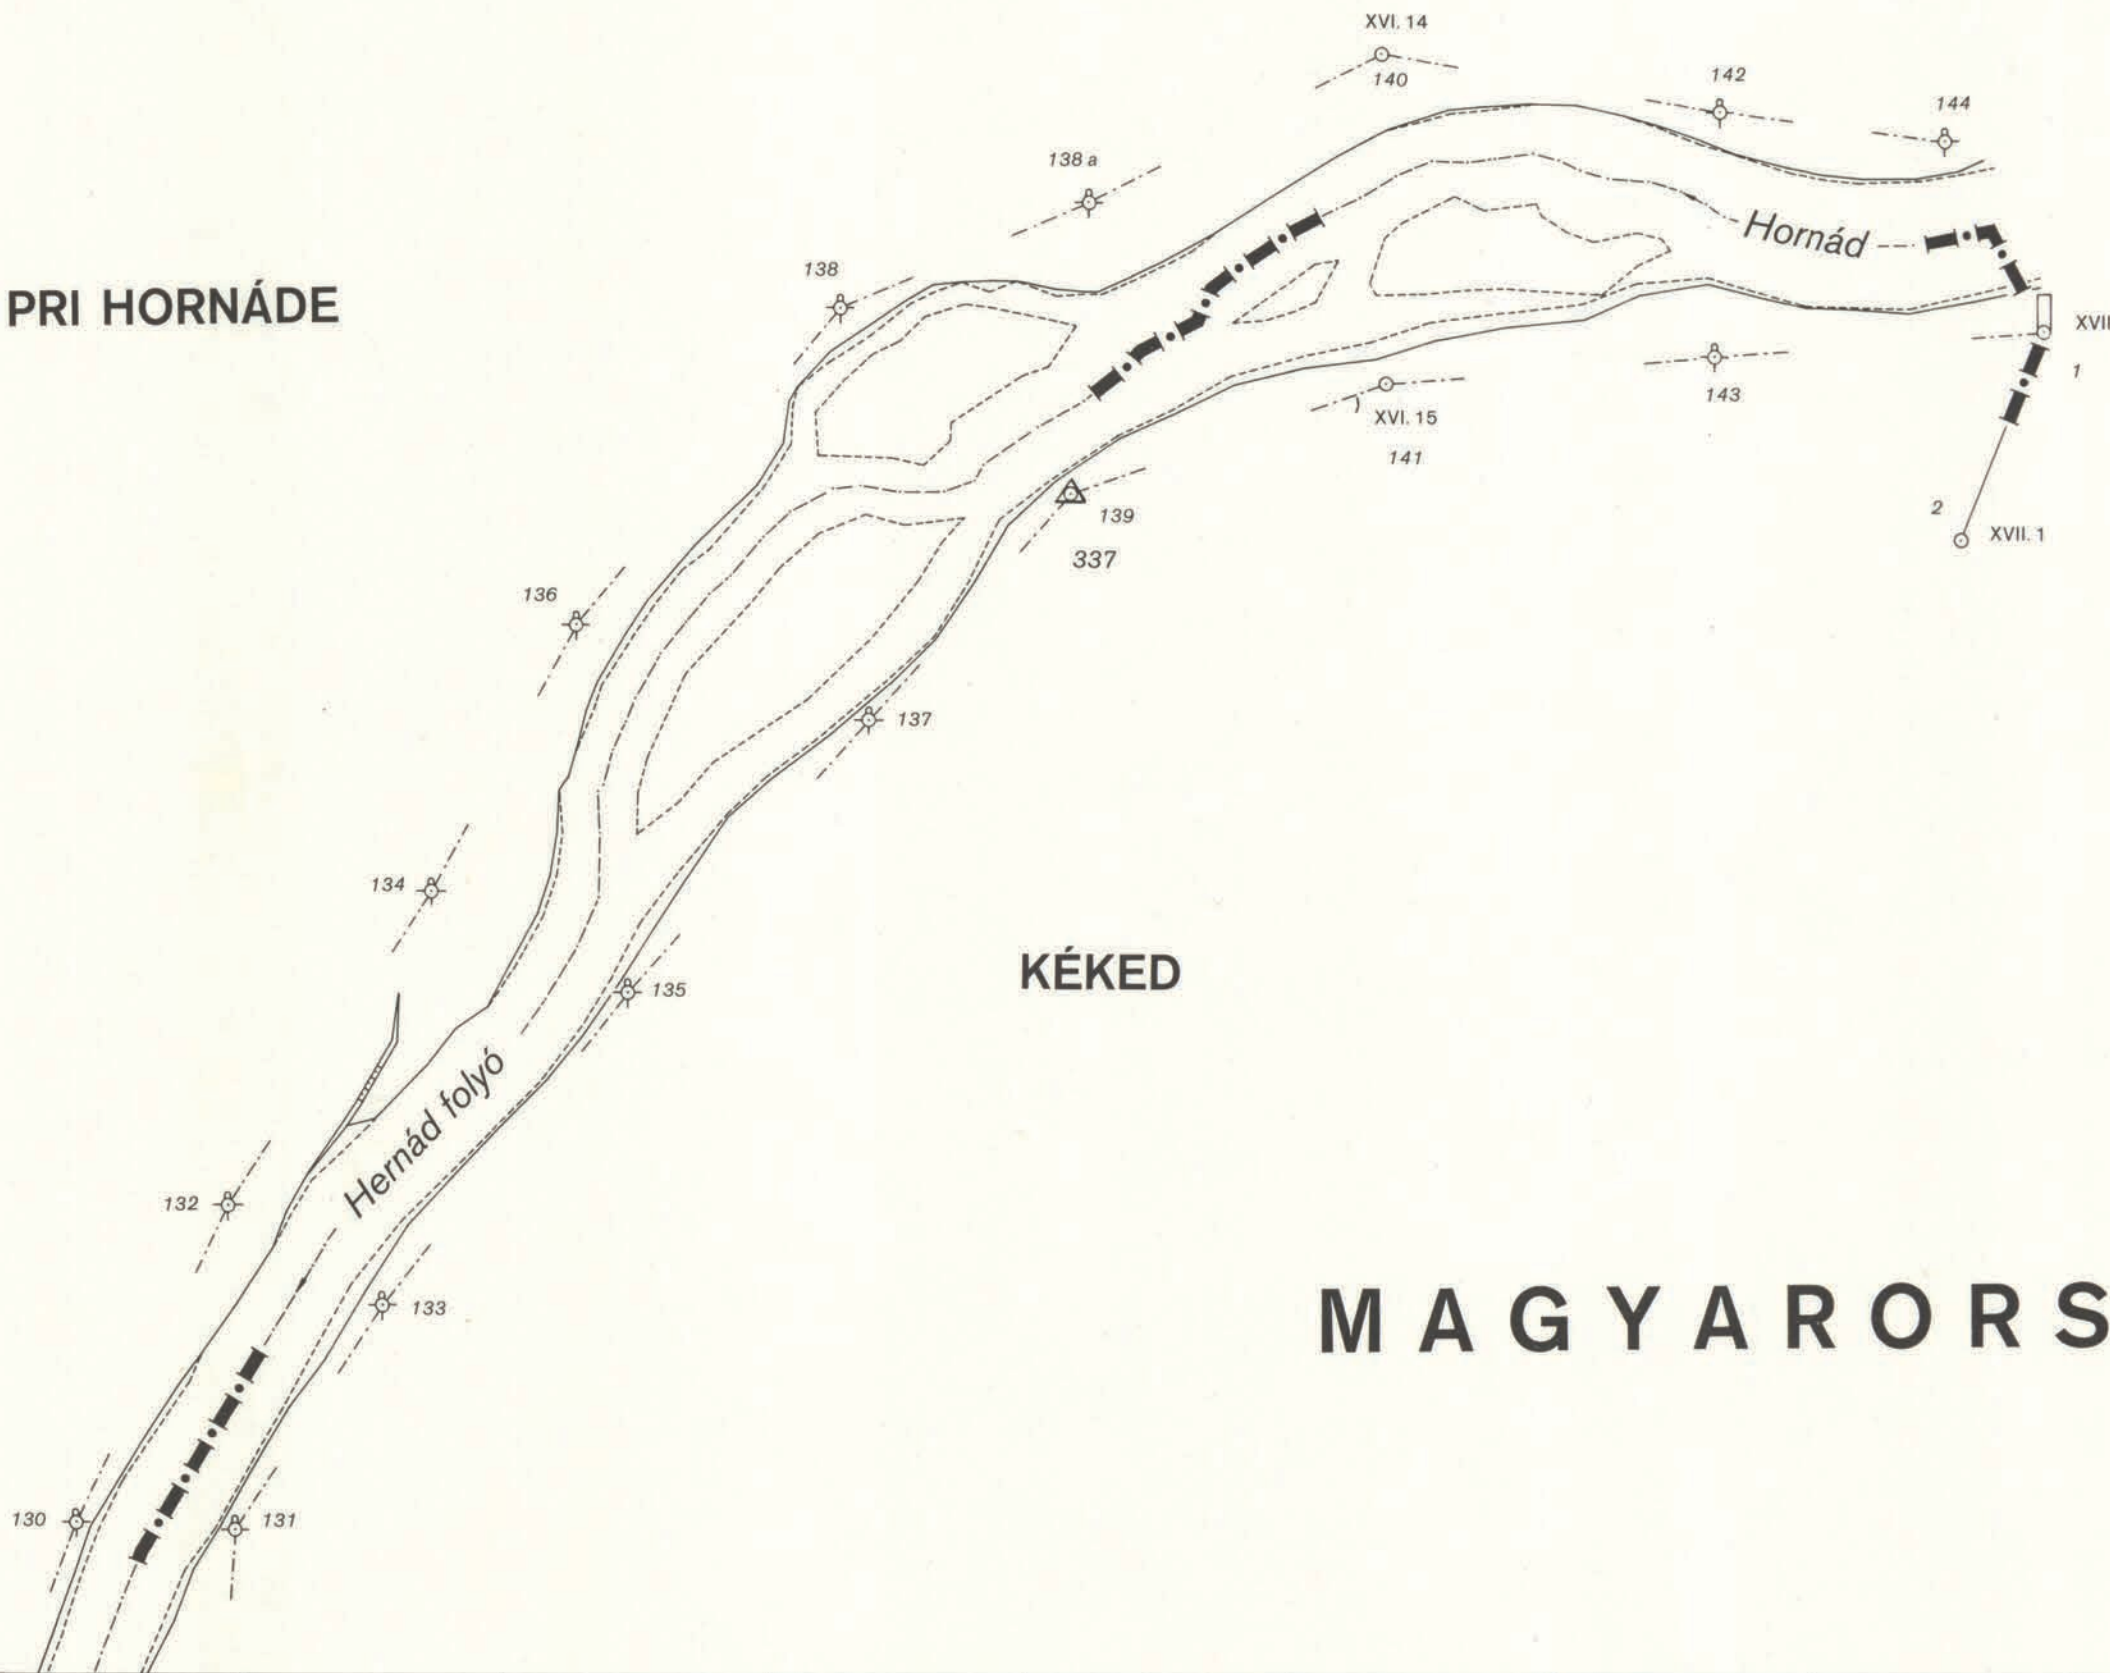 XVI. 14
140
142
144
138 a
138
PRI HORNÁDE
Hornád
XVII
1
143
XVI. 15
141
139
337
2
XVII. 1
136
137
134
135
KÉKED
Hernád folyó
132
133
MAGYARORS
130
131